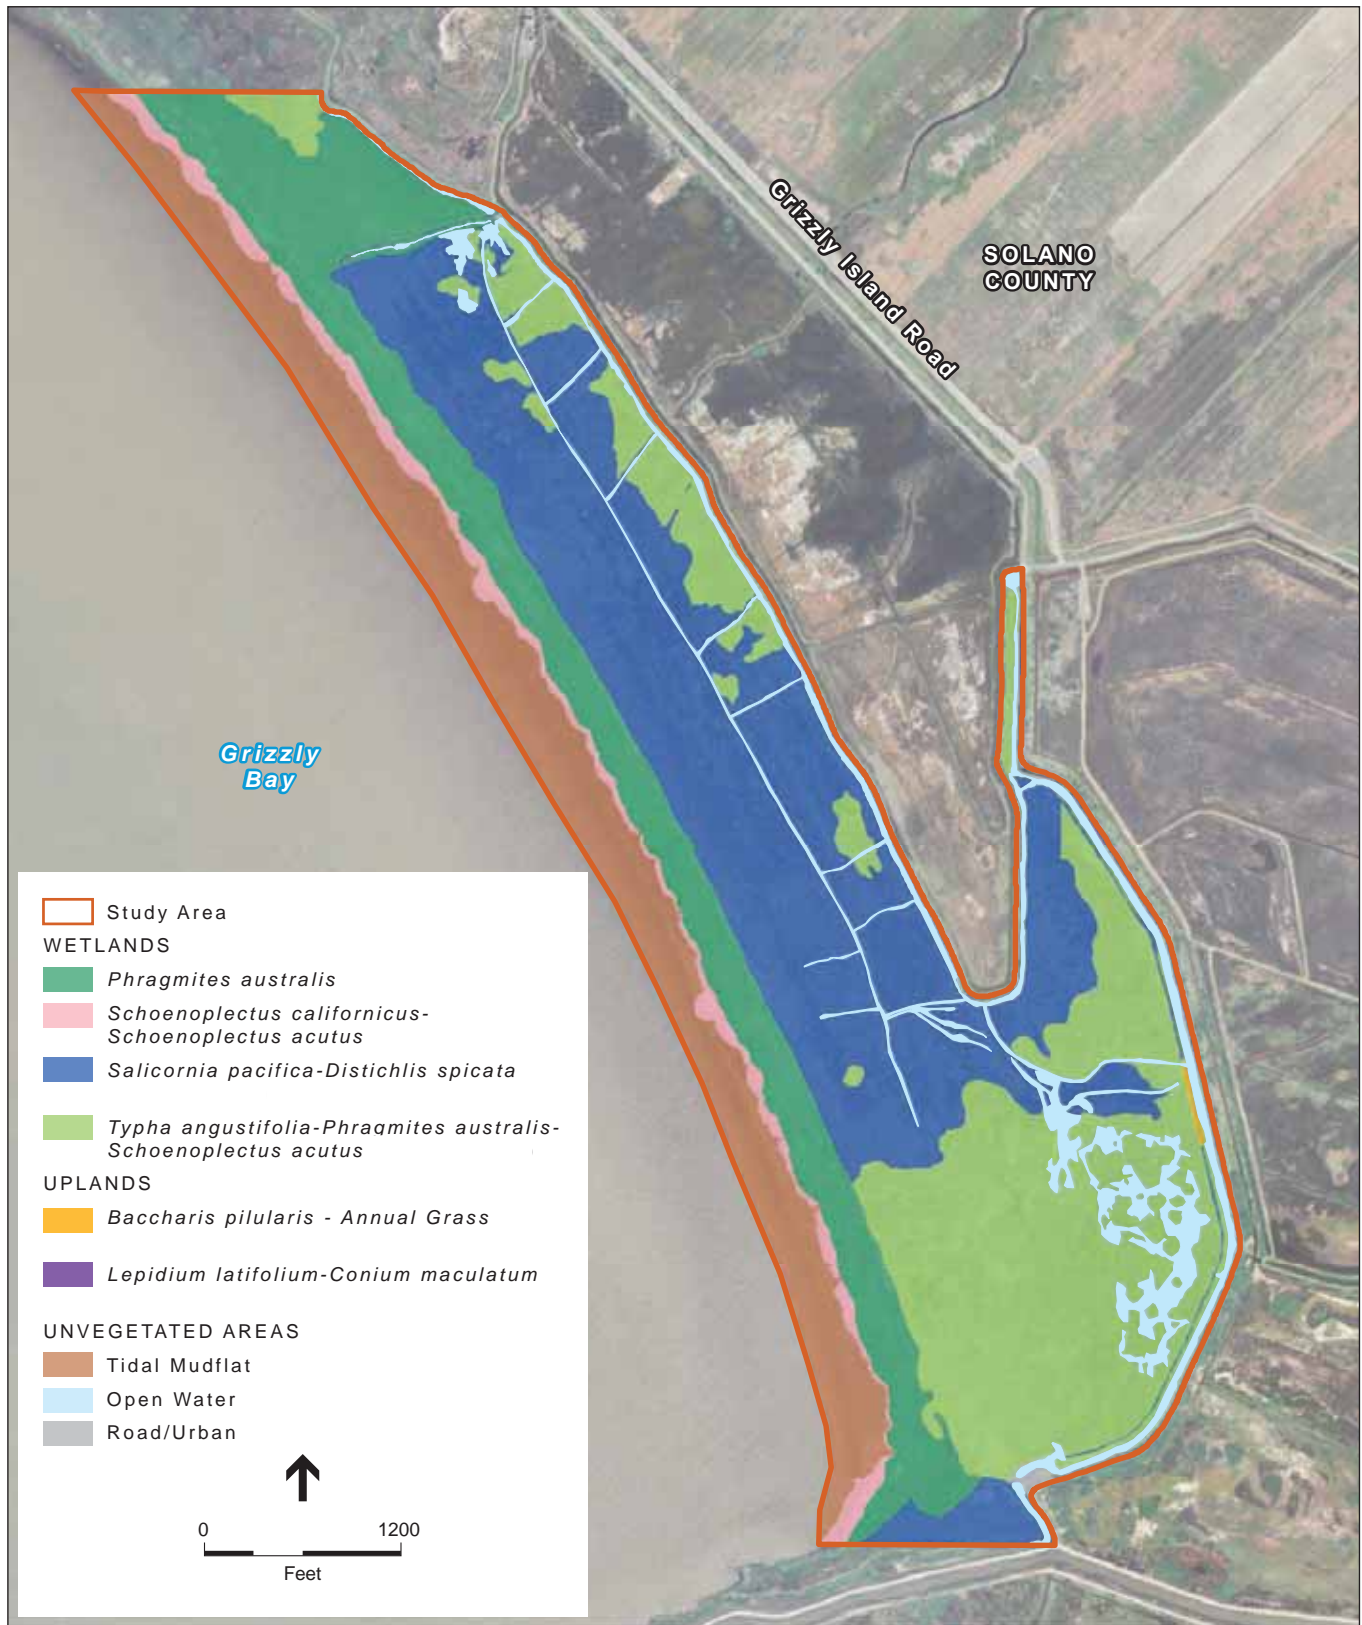 Grizzly Island Road
SOLANO
COUNTY
Grizzly
Bay
Study Area
WETLANDS
Phragmites australis
Schoenoplectus californicus-
Schoenoplectus acutus
Salicornia pacifica-Distichlis spicata
Typha angustifolia-Phragmites australis-
Schoenoplectus acutus
UPLANDS
Baccharis pilularis - Annual Grass
Lepidium latifolium-Conium maculatum
UNVEGETATED AREAS
Tidal Mudflat
Open Water
Road/Urban
0 1200
Feet